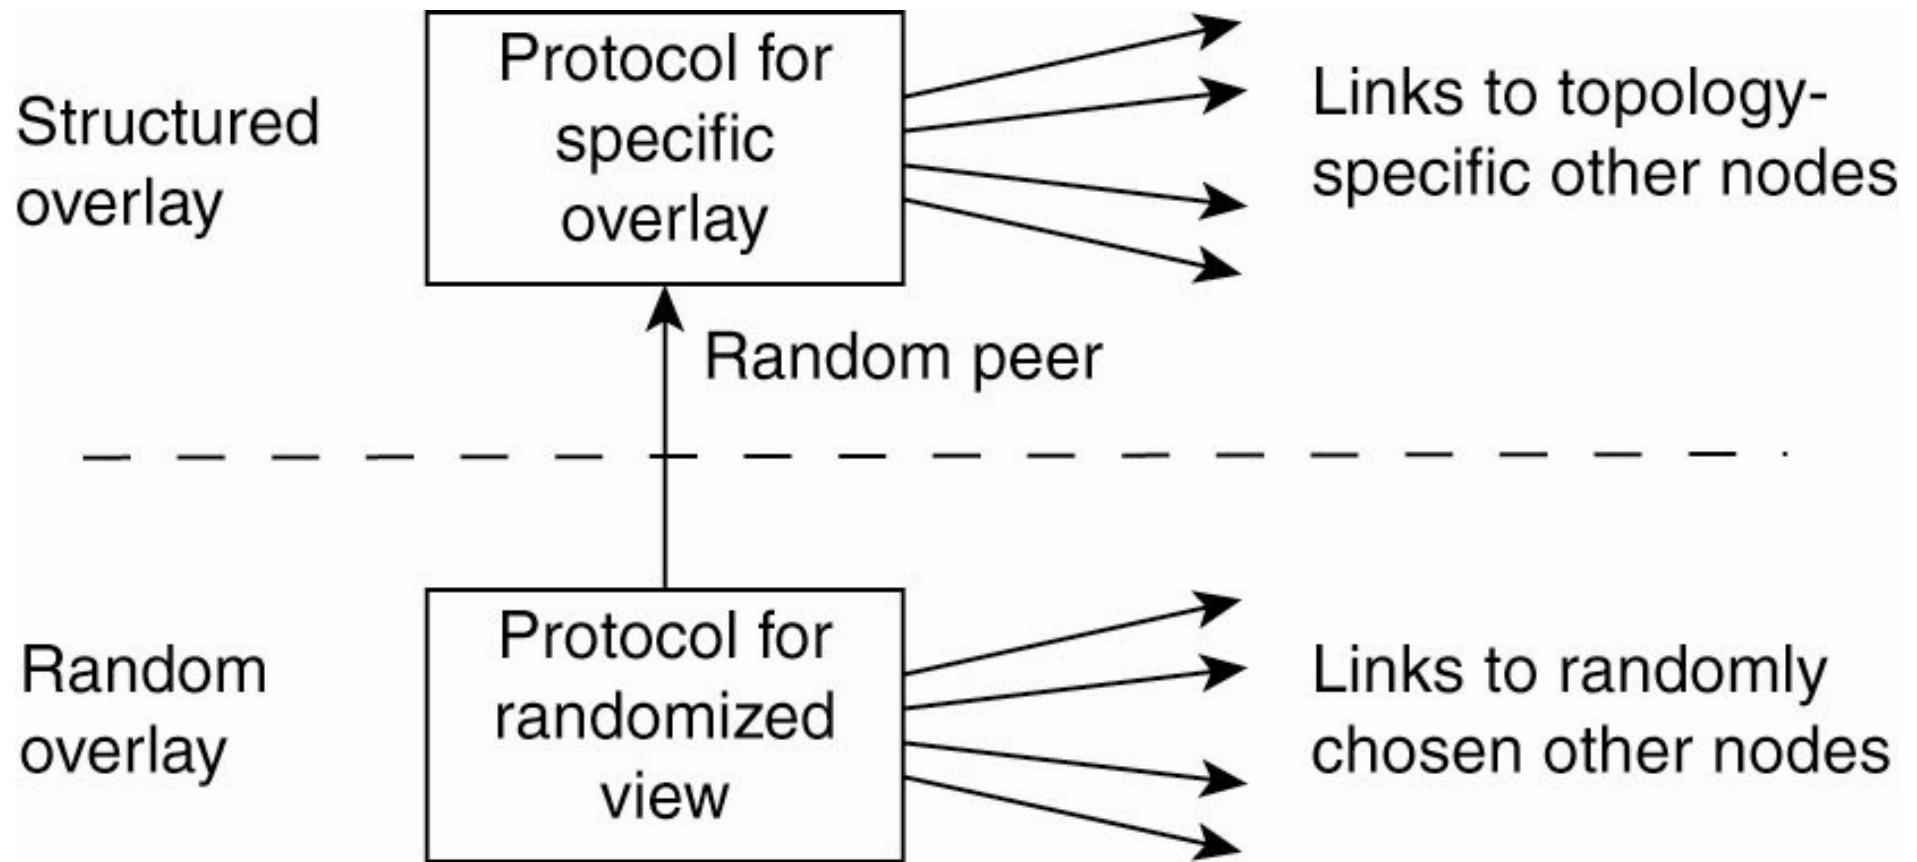 Structured
overlay
Protocol for
specific
overlay
Links to topology-
specific other nodes
Random peer
Random
overlay
Protocol for
randomized
view
Links to randomly
chosen other nodes